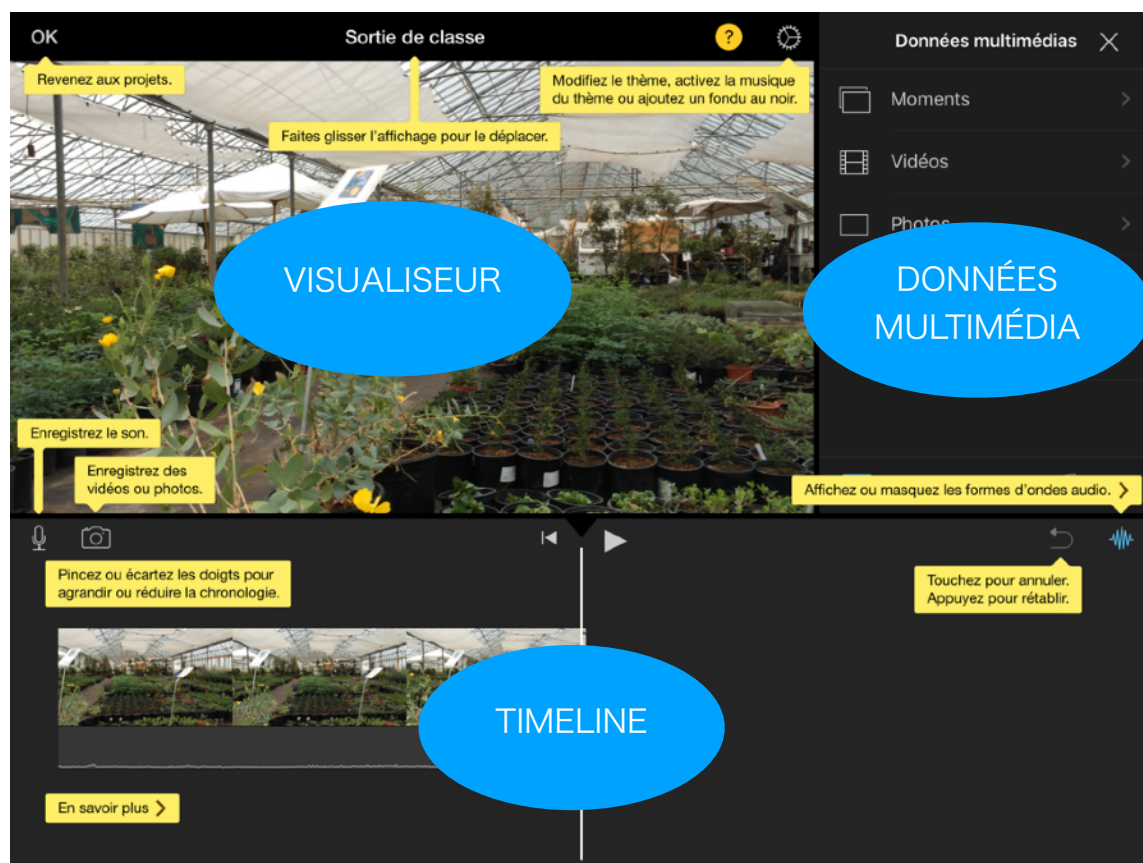 OK
Sortie de classe
?
Données multimédias
Revenez aux projets.
Modifiez le thème, activez la musique
du thème ou ajoutez un fondu au noir.
Faites glisser l'affichage pour le déplacer.
Moments
Vidéos
Photos
VISUALISEUR
DONNÉES
MULTIMÉDIA
Enregistrez le son.
Enregistrez des
vidéos ou photos.
Affichez ou masquez les formes d'ondes audio.
Pincez ou écartez les doigts pour
agrandir ou réduire la chronologie.
Touchez pour annuler.
Appuyez pour rétablir.
TIMELINE
En savoir plus